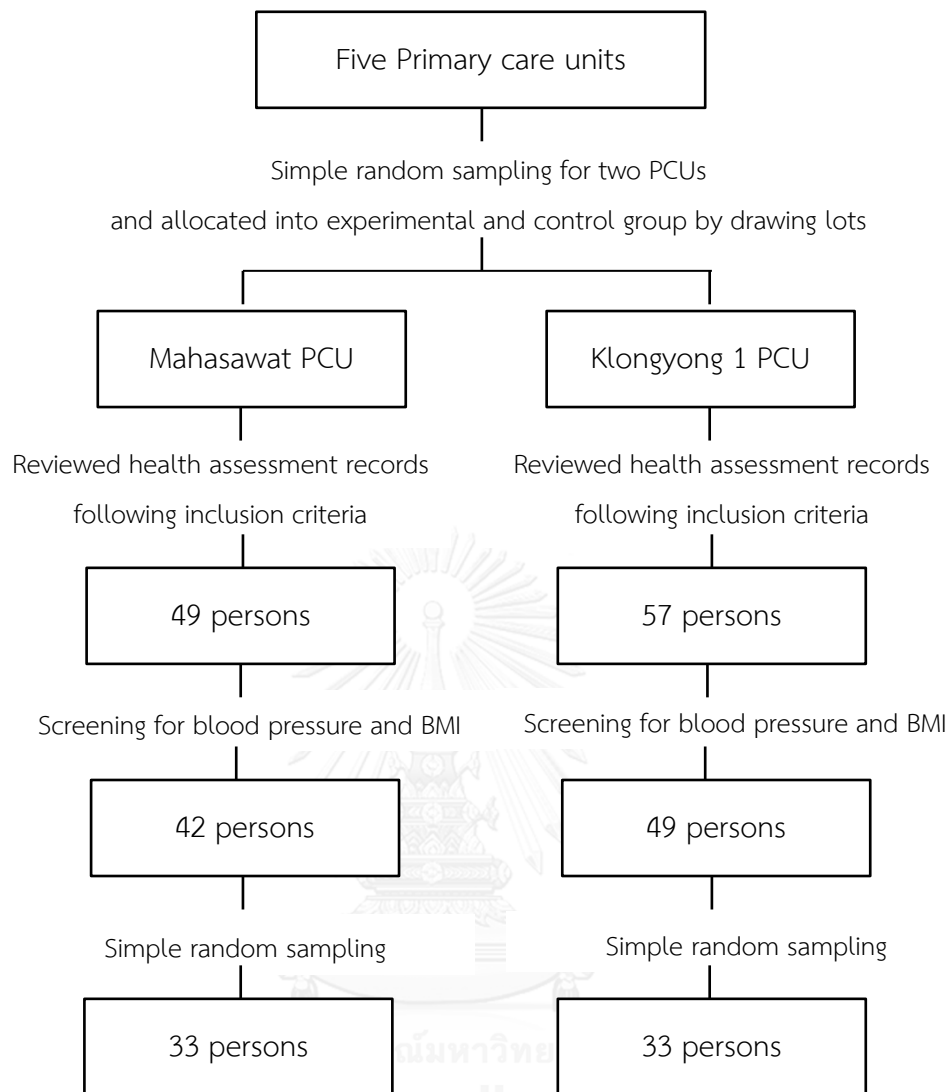 Five Primary care units
Simple random sampling for two PCUs
and allocated into experimental and control group by drawing lots
Mahasawat PCU
Klongyong 1 PCU
Reviewed health assessment records
following inclusion criteria
Reviewed health assessment records
following inclusion criteria
49 persons
57 persons
Screening for blood pressure and BMI
Screening for blood pressure and BMI
42 persons
49 persons
Simple random sampling
Simple random sampling
33 persons
33 persons